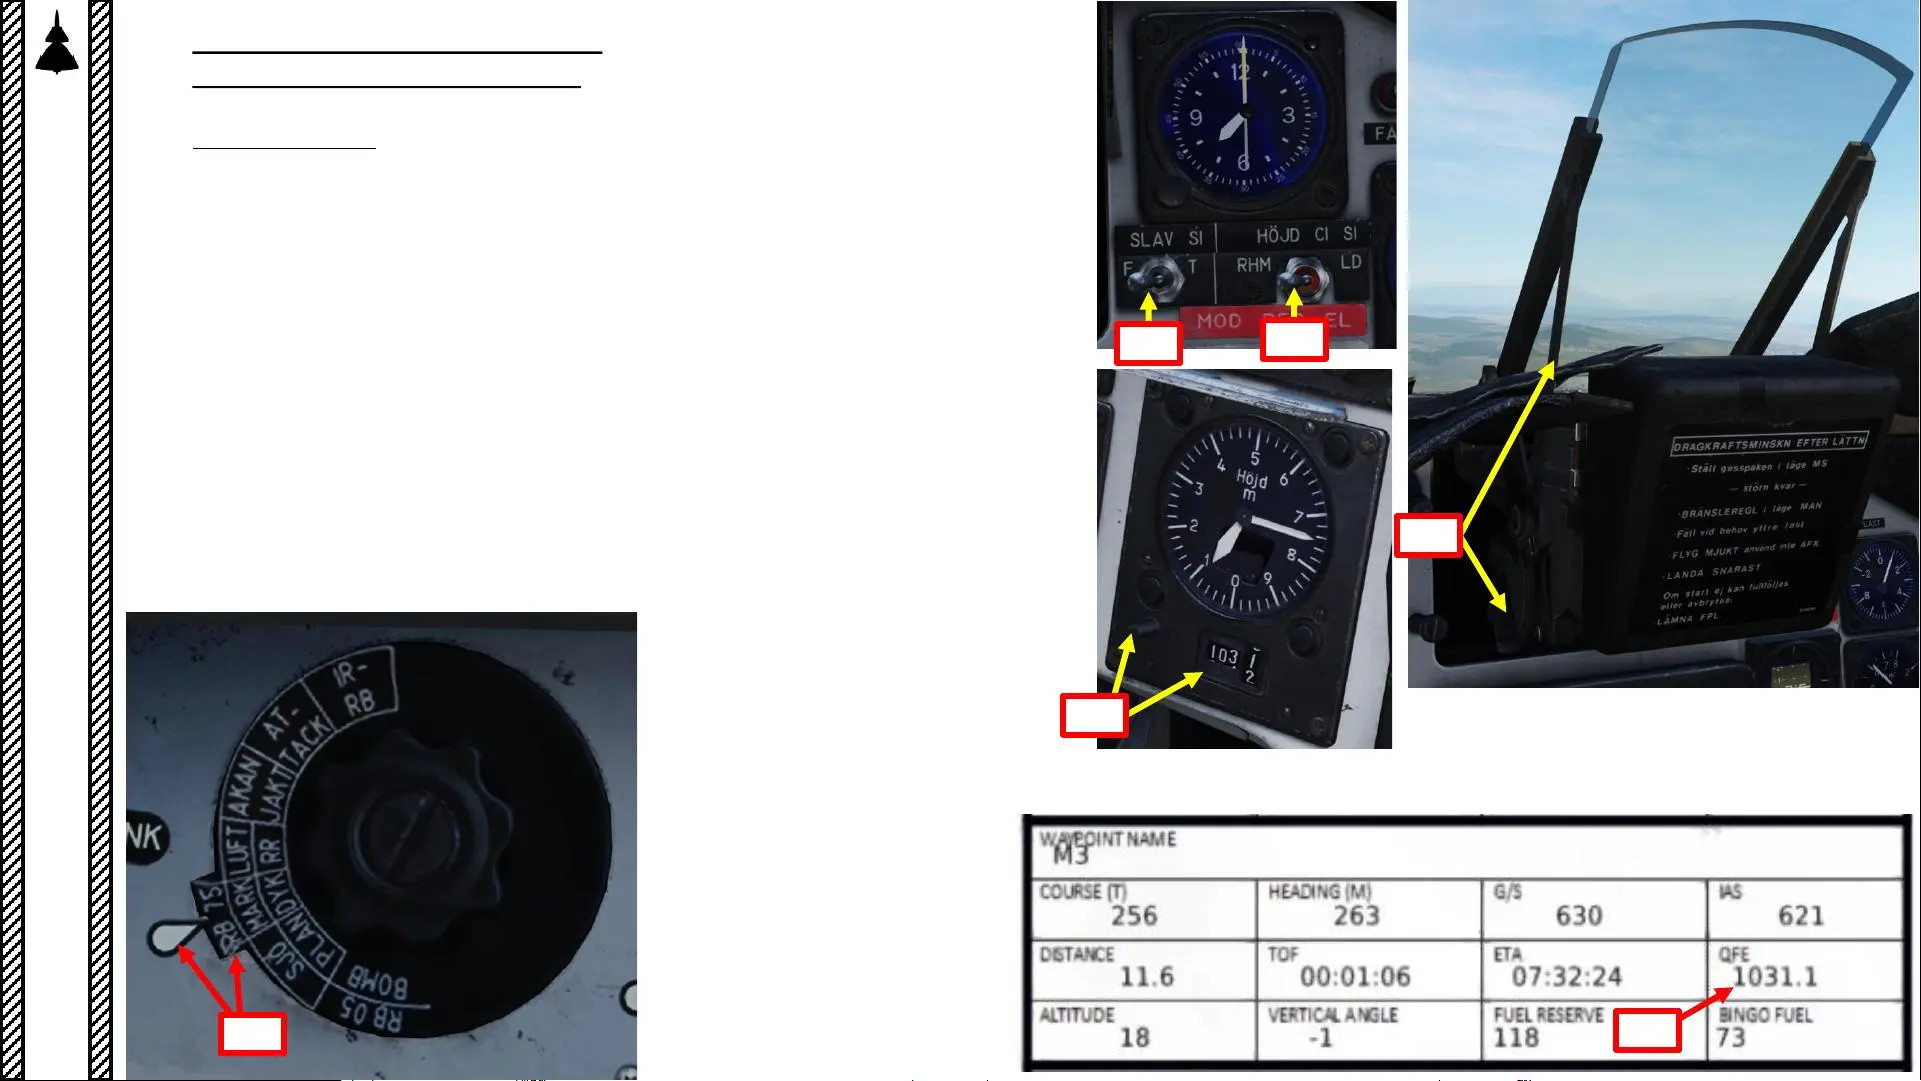 12
3
6
9
FA
SLAV SI
HÖJD CI SI
F T
RHM LD
MOD EL
Höjd
m
0
1
2
3
4
5
6
7
8
9
103 1
2
DRAGKRAFTSMINSKN EFTER LÄTTN
·Ställ gasspaken i läge MS
— störn kvar —
·BRÄNSLEREGL i läge MAN
·Fäll vid behov yttre last
·FLYG MJUKT använd inte AFK
·LANDA SNARAST
Om start ej kan fullföljas
eller avbrytas:
·LÄMNA FPL
IR-
RB
AT-
TACK
AKAN
JAKT
LUFT
RR
MARK
DYK
RB 75
SJÖ
PLAN
BOMB
RB 05
NK
WAYPOINT NAME
M3
COURSE (T) HEADING (M) G/S IAS
256 263 630 621
DISTANCE TOF ETA QFE
11.6 00:01:06 07:32:24 1031.1
ALTITUDE VERTICAL ANGLE FUEL RESERVE BINGO FUEL
18 -1 118 73